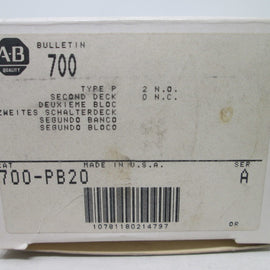 AB
QUALITY
BULLETIN
700
TYPE P 2 N.O.
SECOND DECK 0 N.C.
DEUXIEME BLOC
ZWEITES SCHALTERDECK
SEGUNDO BANCO
SEGUNDO BLOCO
CAT MADE IN U.S.A. SER
700-PB20 A
10781180214797
OR